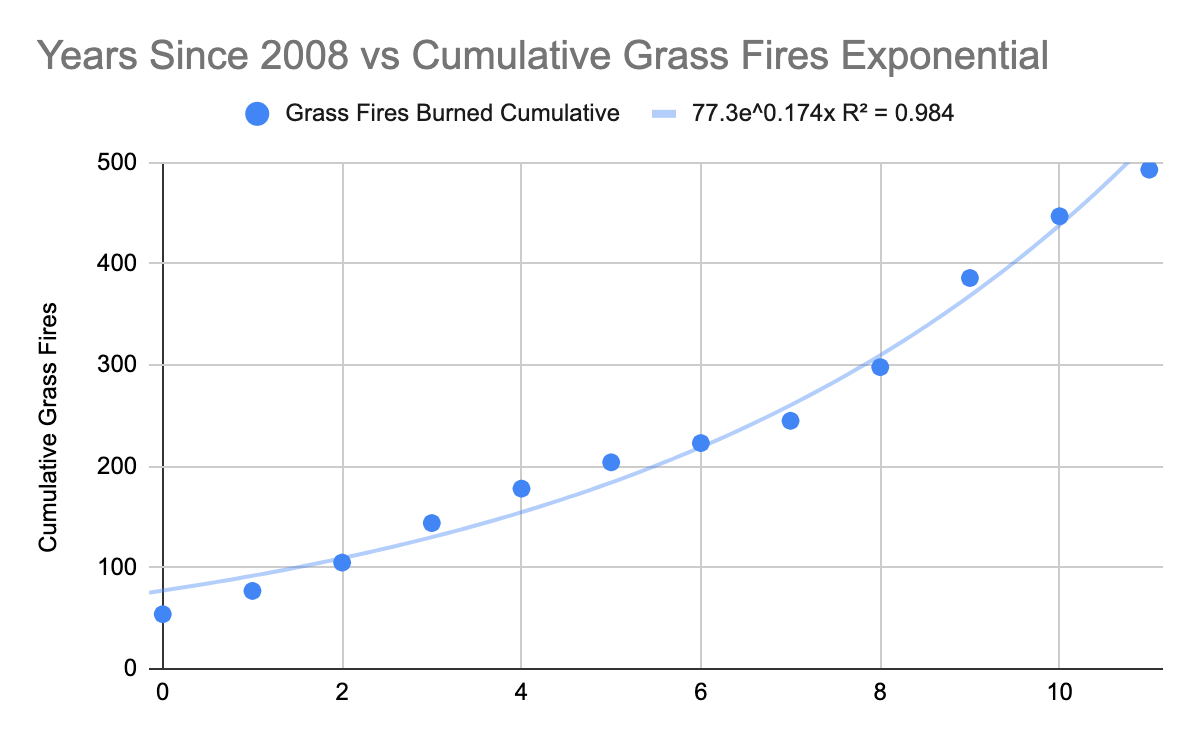 Years Since 2008 vs Cumulative Grass Fires Exponential
Grass Fires Burned Cumulative 77.3e^0.174x R² = 0.984
Cumulative Grass Fires
500
400
300
200
100
0
0 2 4 6 8 10